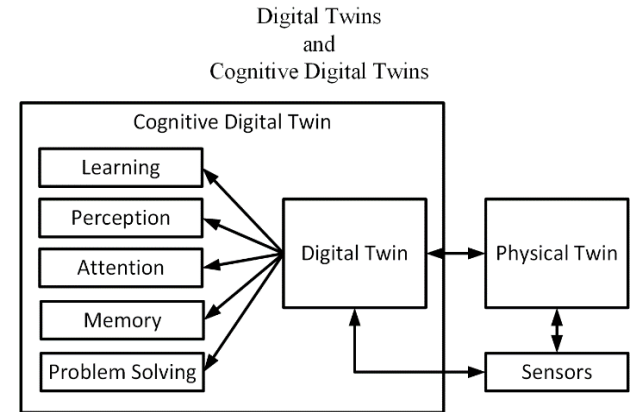 Digital Twins
and
Cognitive Digital Twins
Cognitive Digital Twin
Learning
Perception
Attention
Memory
Problem Solving
Digital Twin
Physical Twin
Sensors